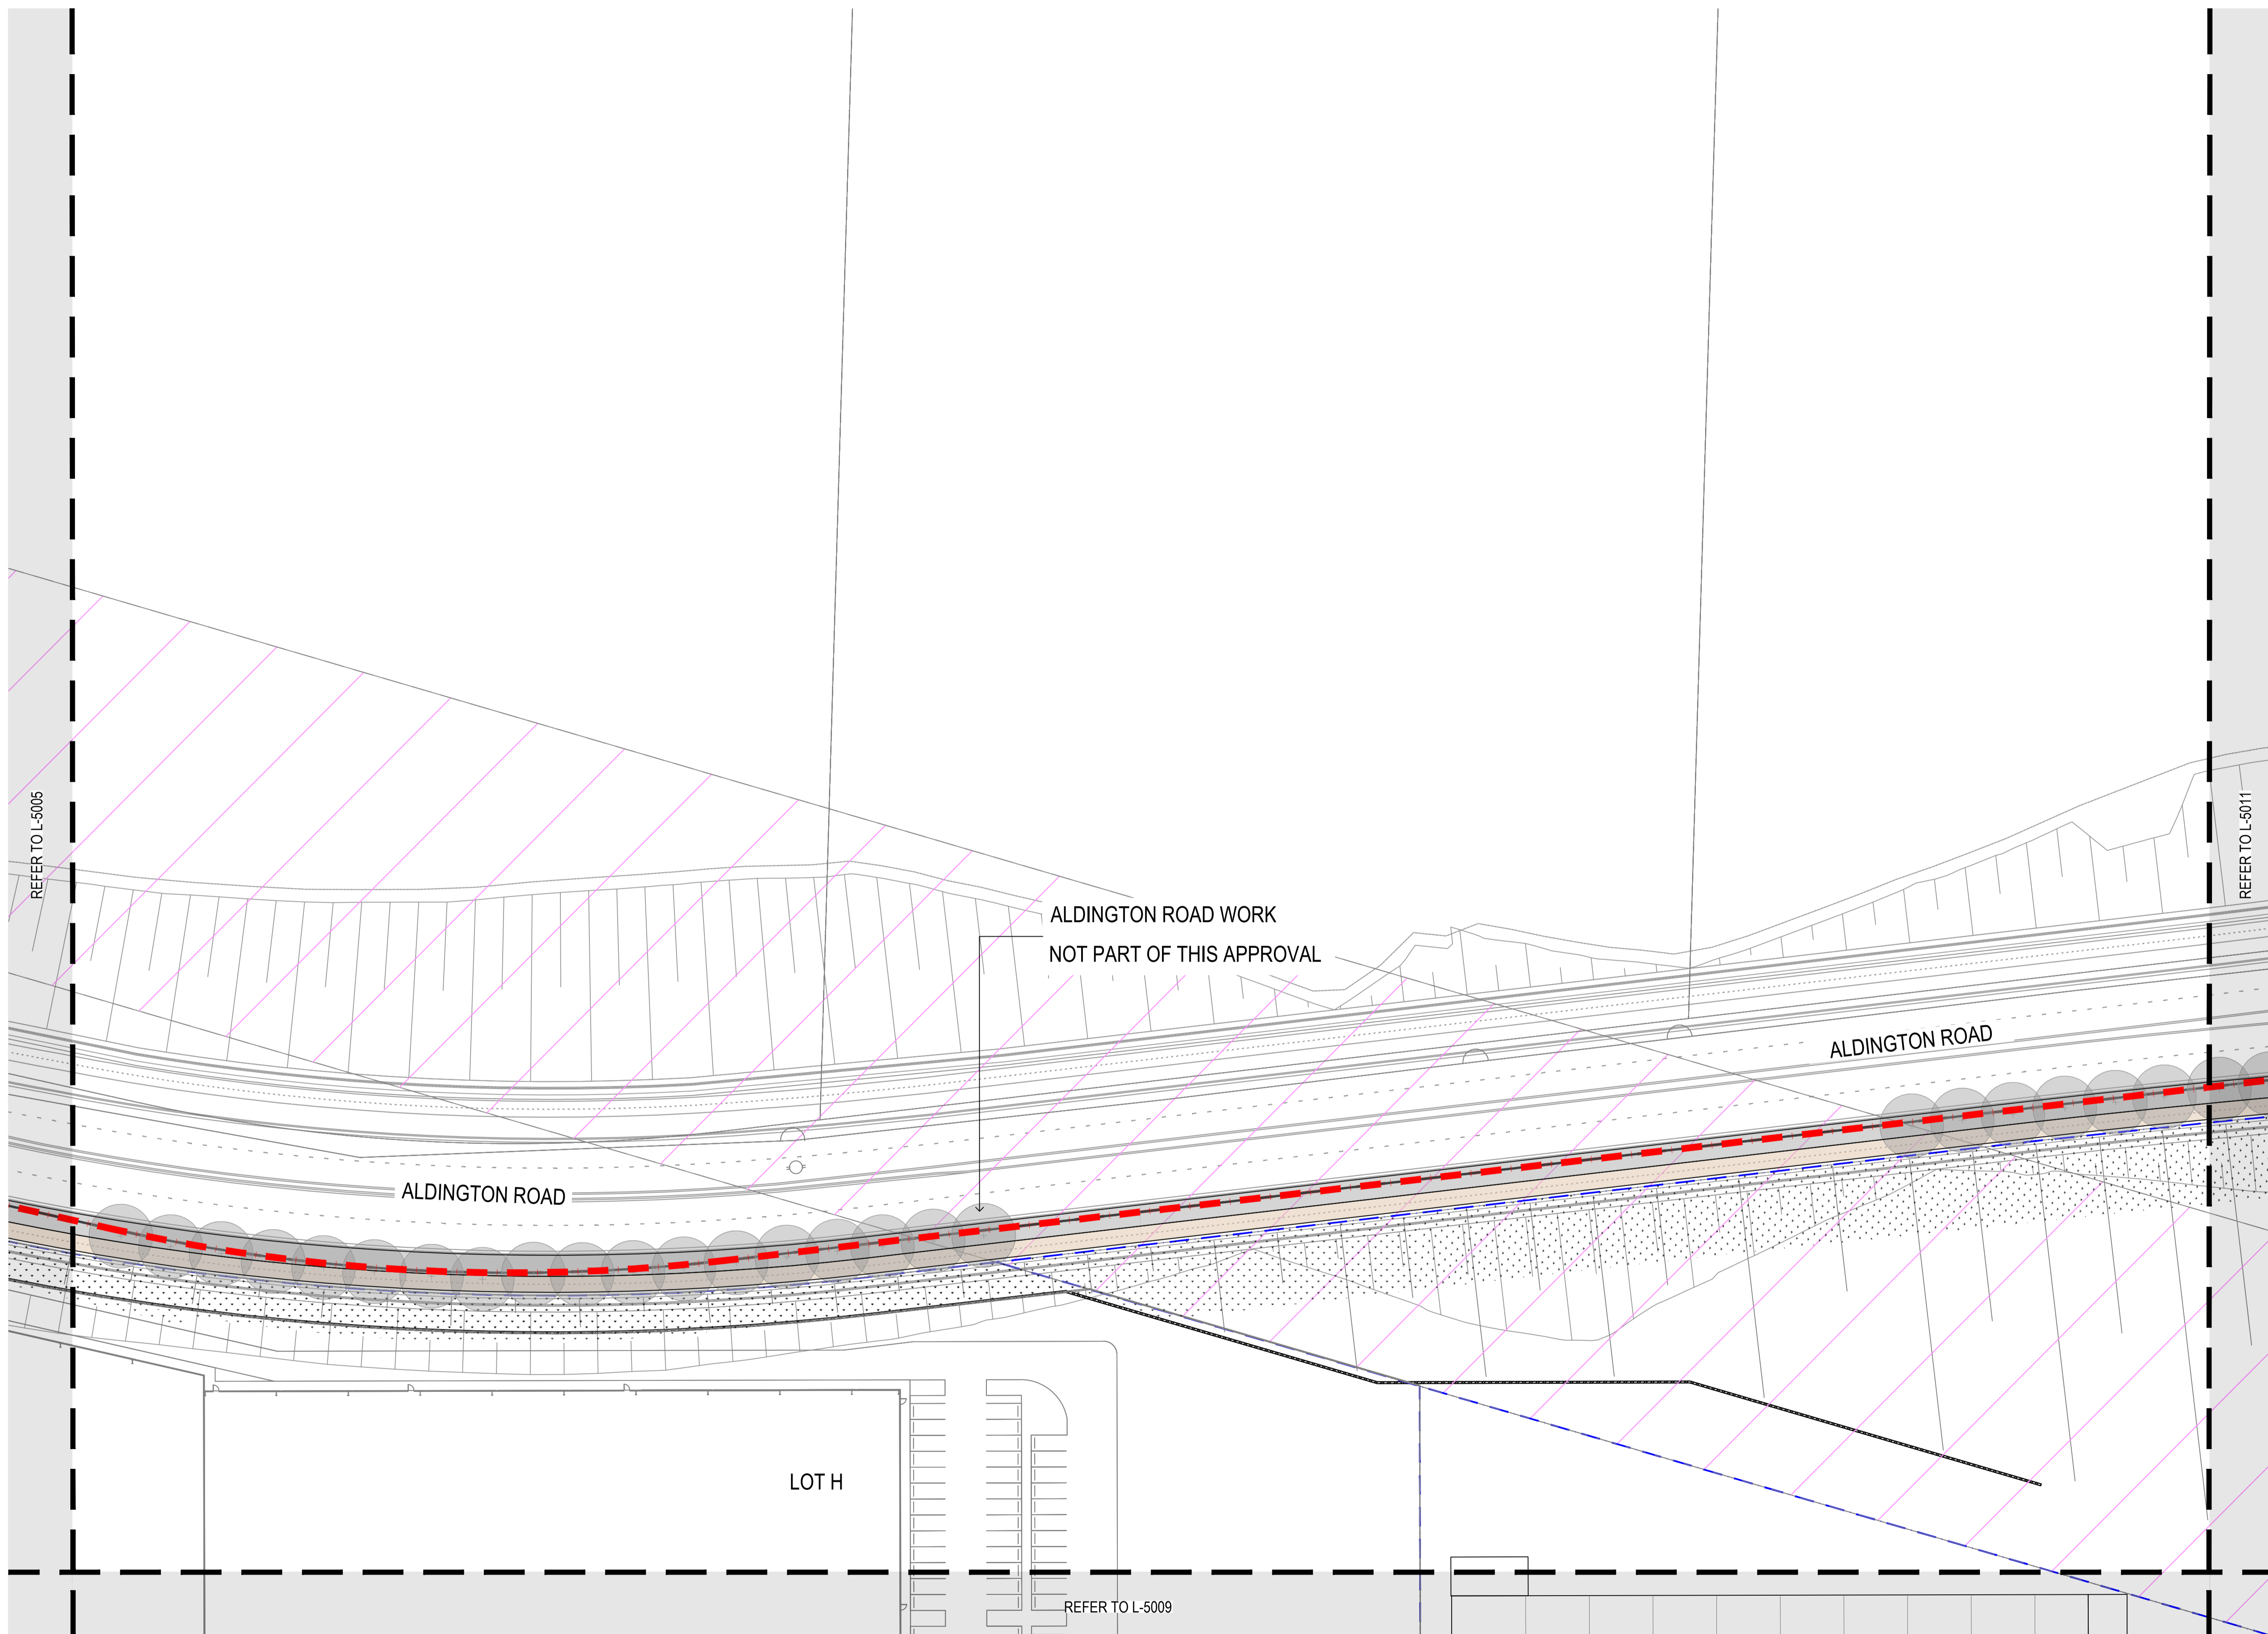 REFER TO L-5005
REFER TO L-5011
ALDINGTON ROAD WORK
NOT PART OF THIS APPROVAL
ALDINGTON ROAD
ALDINGTON ROAD
LOT H
REFER TO L-5009